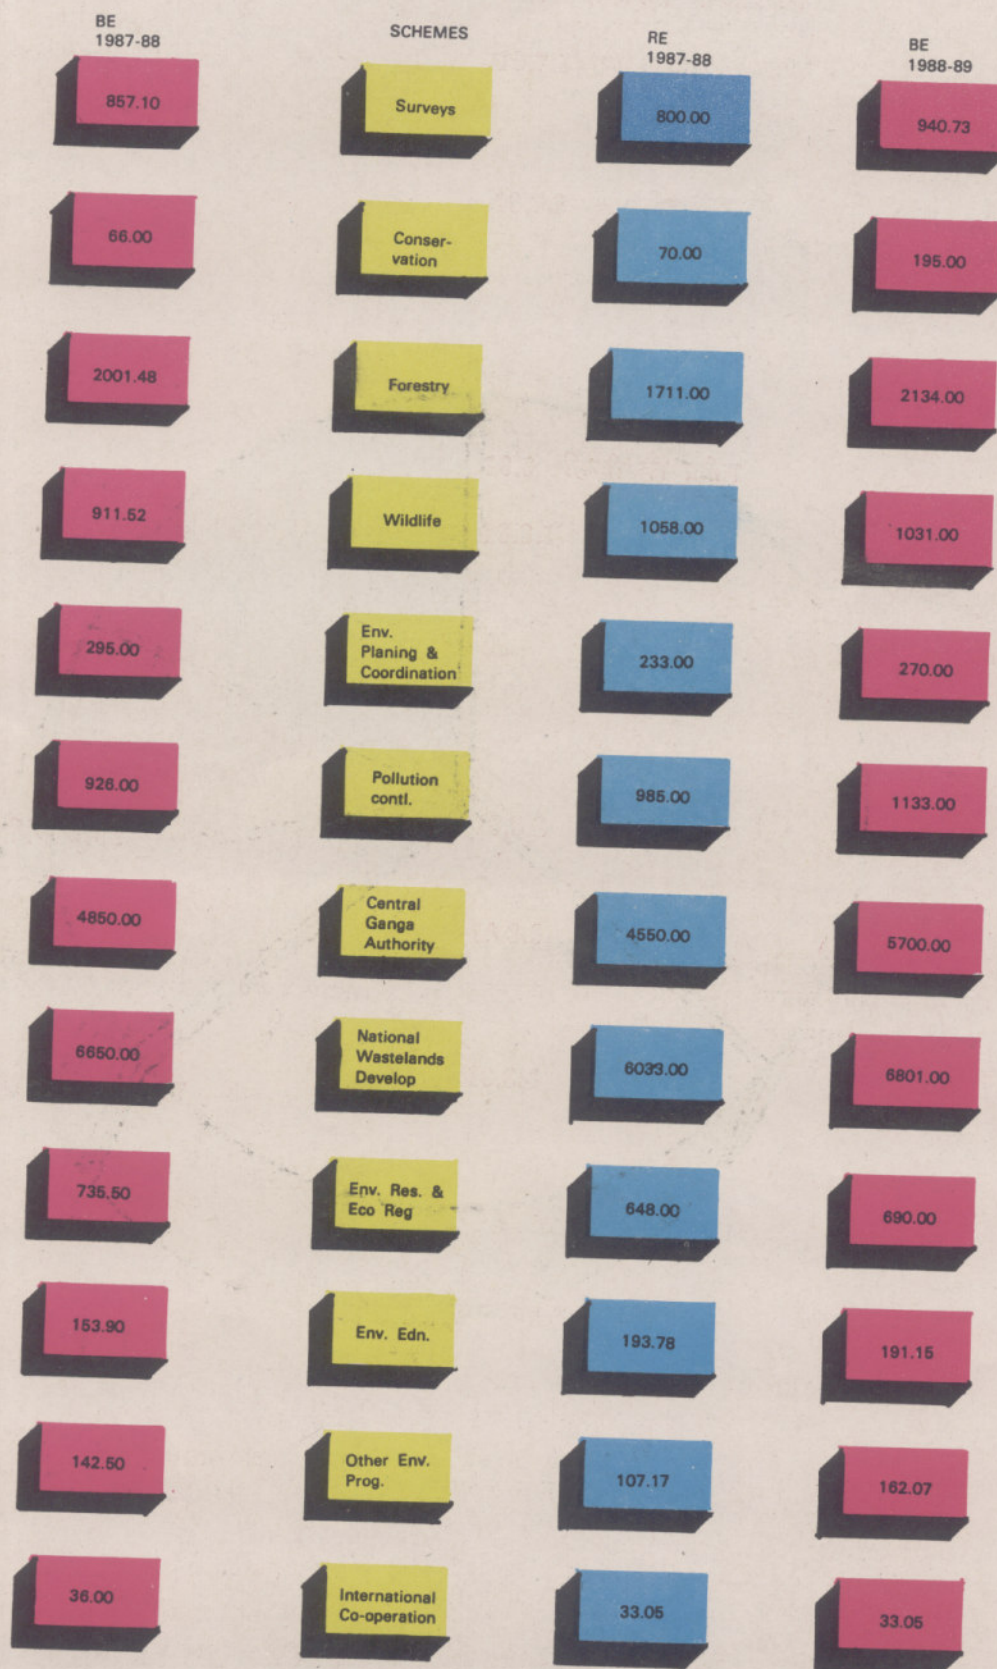 BE
1987-88
SCHEMES
RE
1987-88
BE
1988-89
857.10
Surveys
800.00
940.73
66.00
Conser-
vation
70.00
195.00
2001.48
Forestry
1711.00
2134.00
911.52
Wildlife
1058.00
1031.00
295.00
Env.
Planing &
Coordination
233.00
270.00
926.00
Pollution
contl.
985.00
1133.00
4850.00
Central
Ganga
Authority
4550.00
5700.00
6650.00
National
Wastelands
Develop
6033.00
6801.00
735.50
Env. Res. &
Eco Reg
648.00
690.00
153.90
Env. Edn.
193.78
191.15
142.50
Other Env.
Prog.
107.17
162.07
36.00
International
Co-operation
33.05
33.05